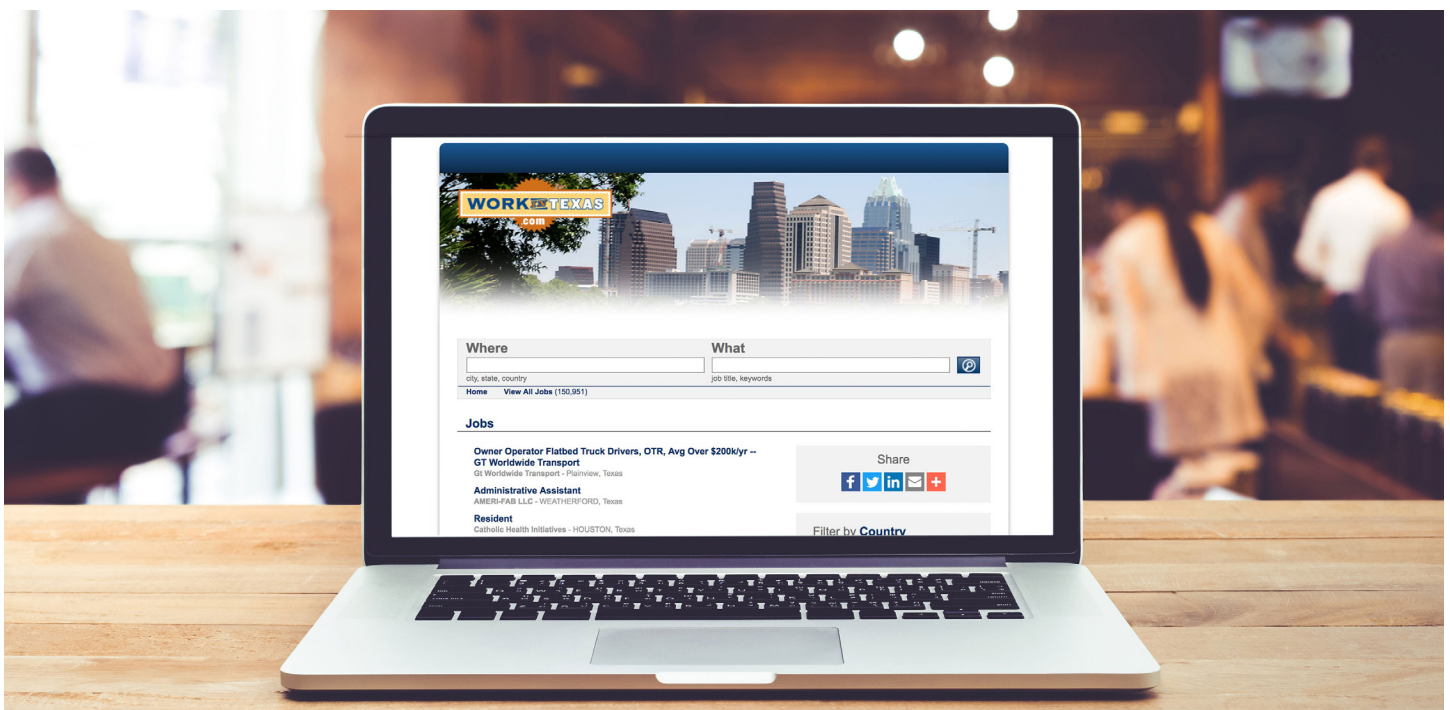 WORK IN TEXAS
.com
Where
What
city, state, country
job title, keywords
Home View All Jobs (150,951)
Jobs
Owner Operator Flatbed Truck Drivers, OTR, Avg Over $200k/yr --
GT Worldwide Transport
Gt Worldwide Transport - Plainview, Texas
Administrative Assistant
AMERI-FAB LLC - WEATHERFORD, Texas
Resident
Catholic Health Initiatives - HOUSTON, Texas
Share
Filter by Country